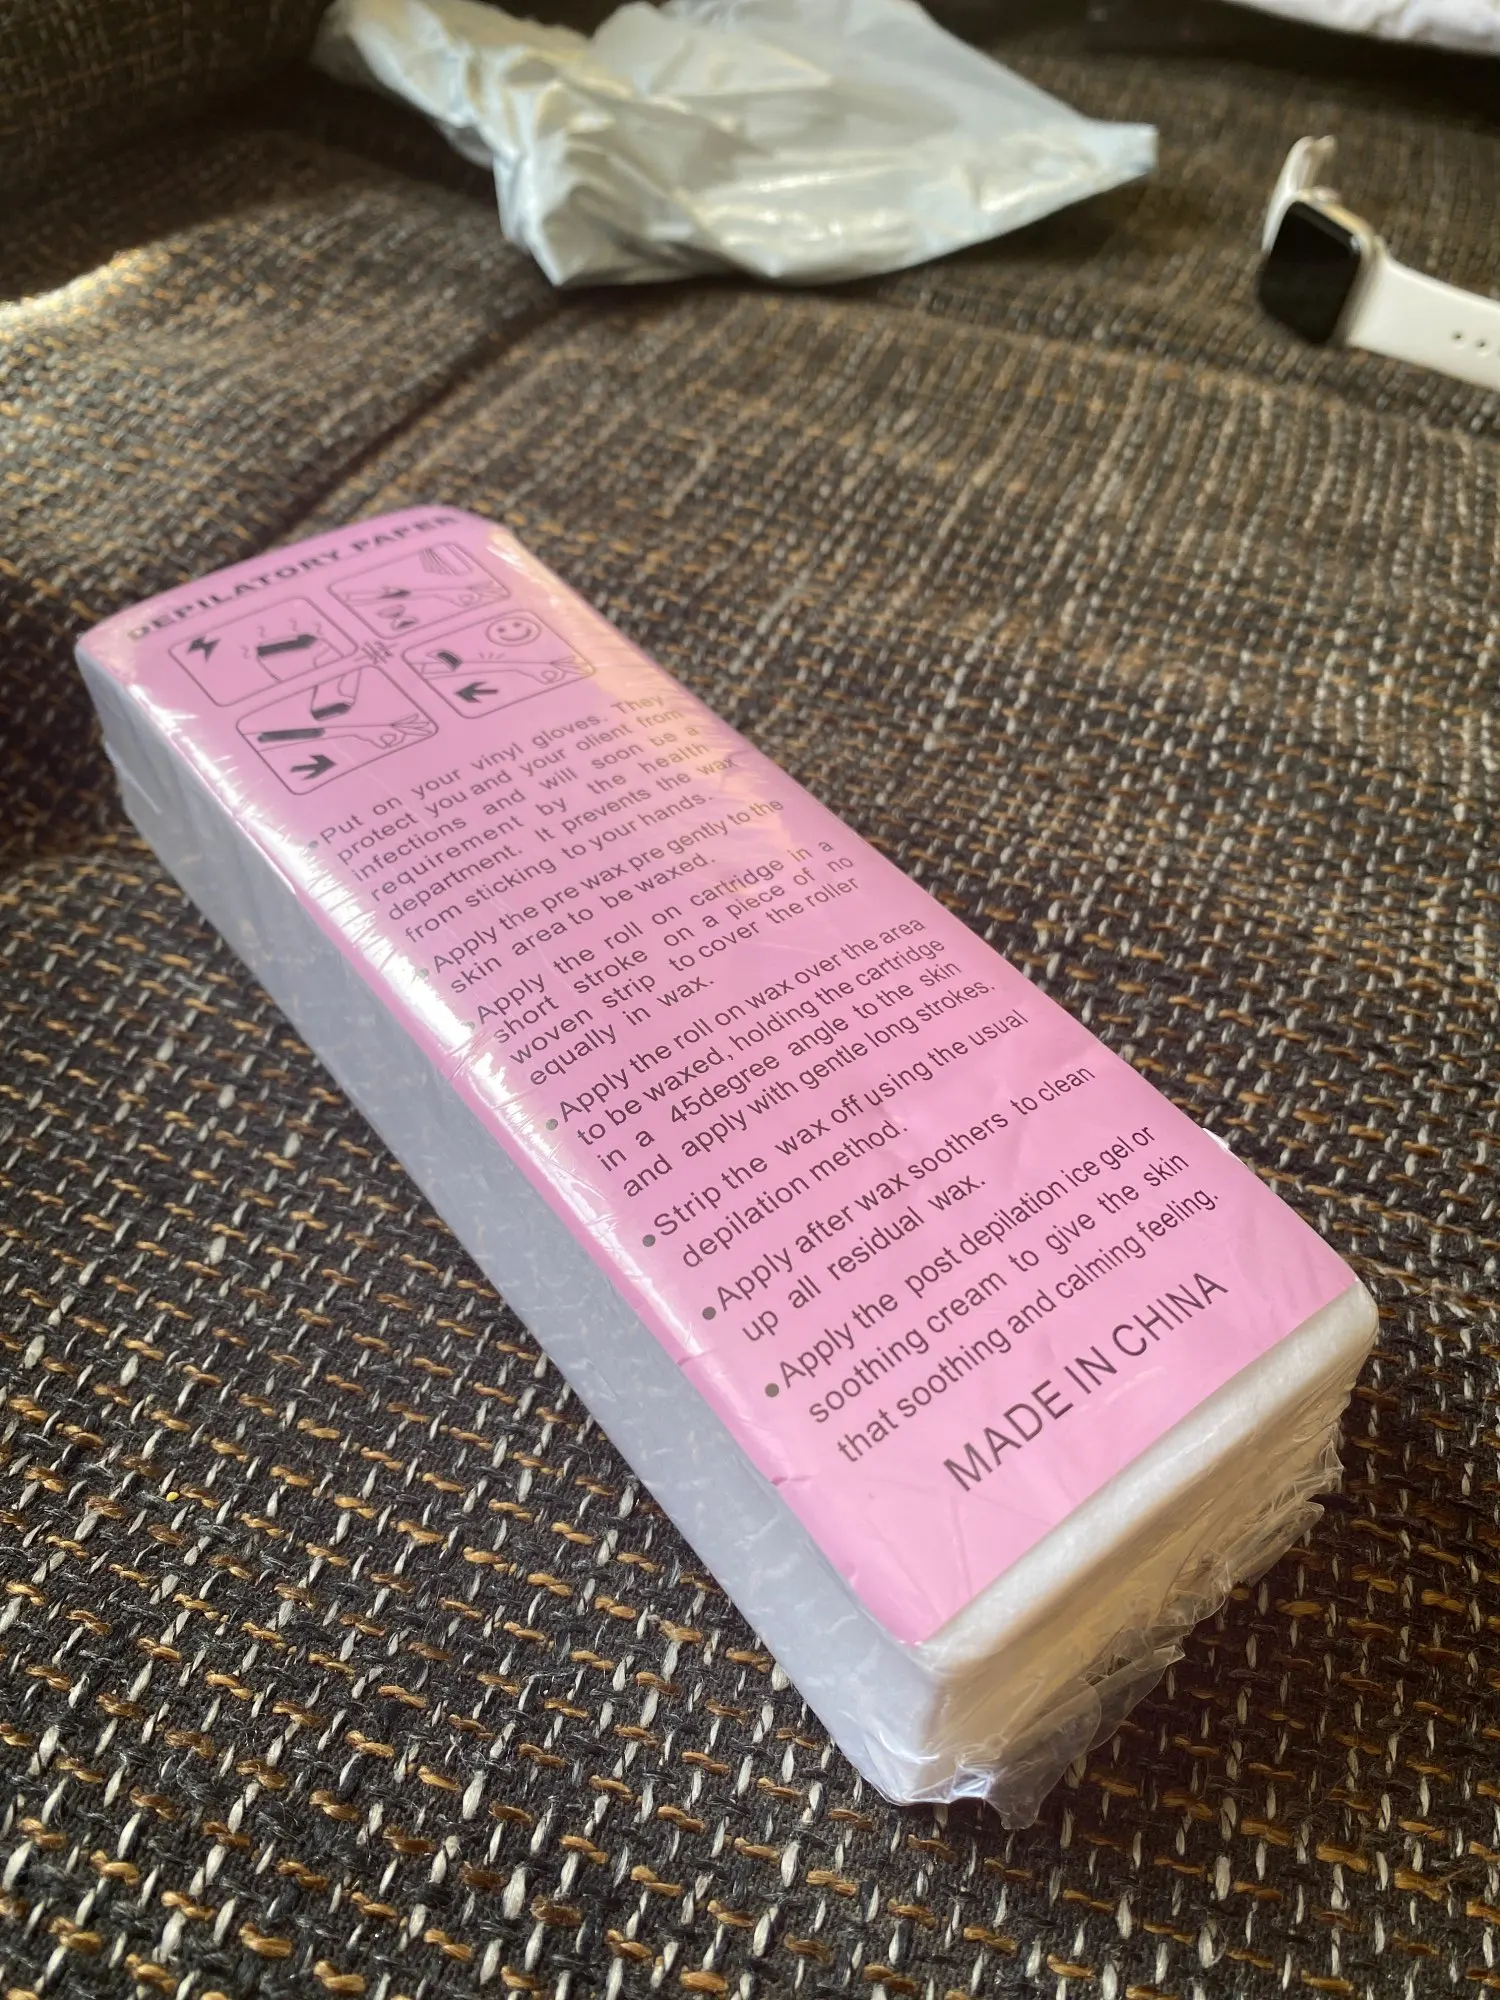 DEPILATORY PAPER
•Put on your vinyl gloves. They
protect you and your olient from
infections and will soon be a
requirement by the health
department. It prevents the wax
from sticking to your hands.
•Apply the pre wax pre gently to the
skin area to be waxed.
•Apply the roll on cartridge in a
short stroke on a piece of no
woven strip to cover the roller
equally in wax.
•Apply the roll on wax over the area
to be waxed, holding the cartridge
in a 45degree angle to the skin
and apply with gentle long strokes.
•Strip the wax off using the usual
depilation method.
•Apply after wax soothers to clean
up all residual wax.
•Apply the post depilation ice gel or
soothing cream to give the skin
that soothing and calming feeling.
MADE IN CHINA